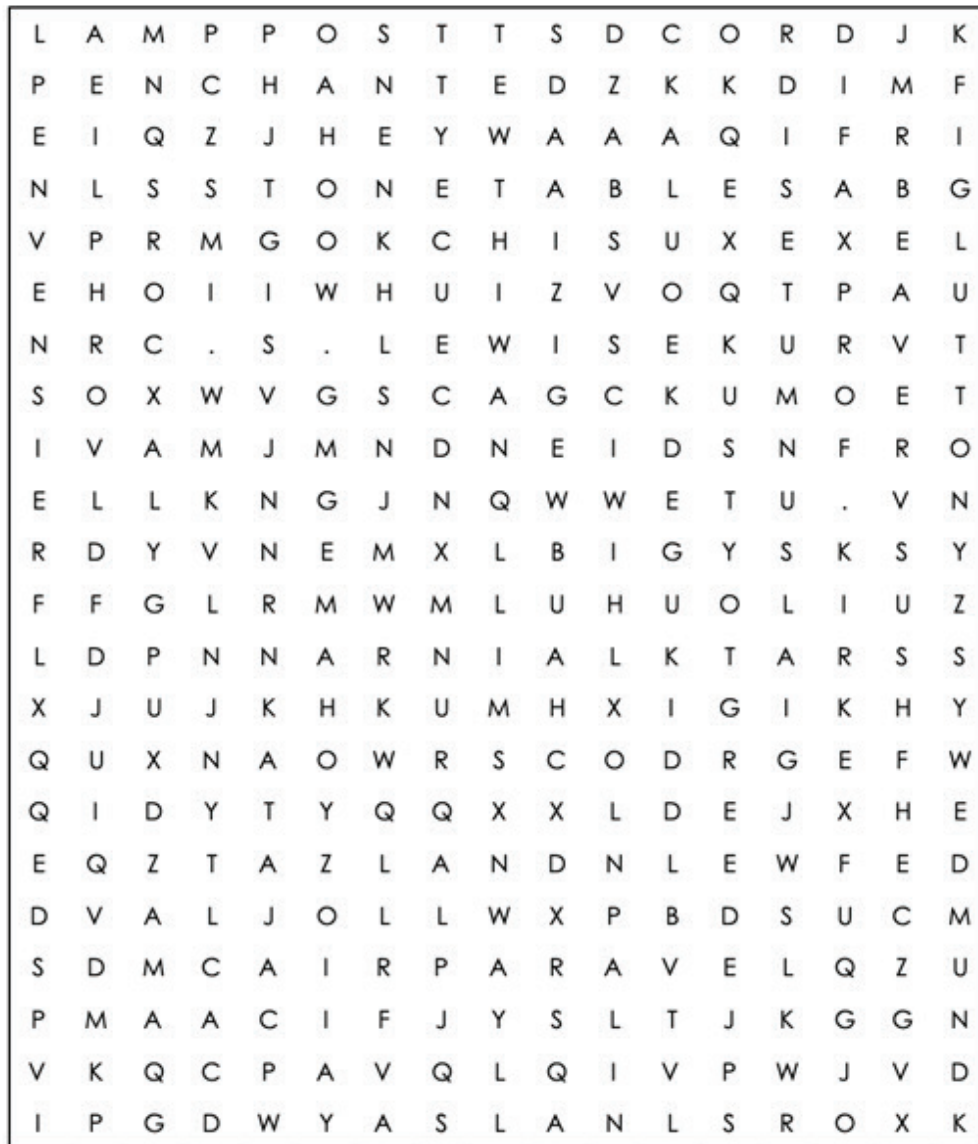 L A M P P O S T T S D C O R D J K
P E N C H A N T E D Z K K D I M F
E I Q Z J H E Y W A A A Q I F R I
N L S S T O N E T A B L E S A B G
V P R M G O K C H I S U X E X E L
E H O I I W H U I Z V O Q T P A U
N R C . S . L E W I S E K U R V T
S O X W V G S C A G C K U M O E T
I V A M J M N D N E I D S N F R O
E L L K N G J N Q W W E T U . V N
R D Y V N E M X L B I G Y S K S Y
F F G L R M W M L U H U O L I U Z
L D P N N A R N I A L K T A R S S
X J U J K H K U M H X I G I K H Y
Q U X N A O W R S C O D R G E F W
Q I D Y T Y Q Q X X L D E J X H E
E Q Z T A Z L A N D N L E W F E D
D V A L J O L L W X P B D S U C M
S D M C A I R P A R A V E L Q Z U
P M A A C I F J Y S L T J K G G N
V K Q C P A V Q L Q I V P W J V D
I P G D W Y A S L A N L S R O X K